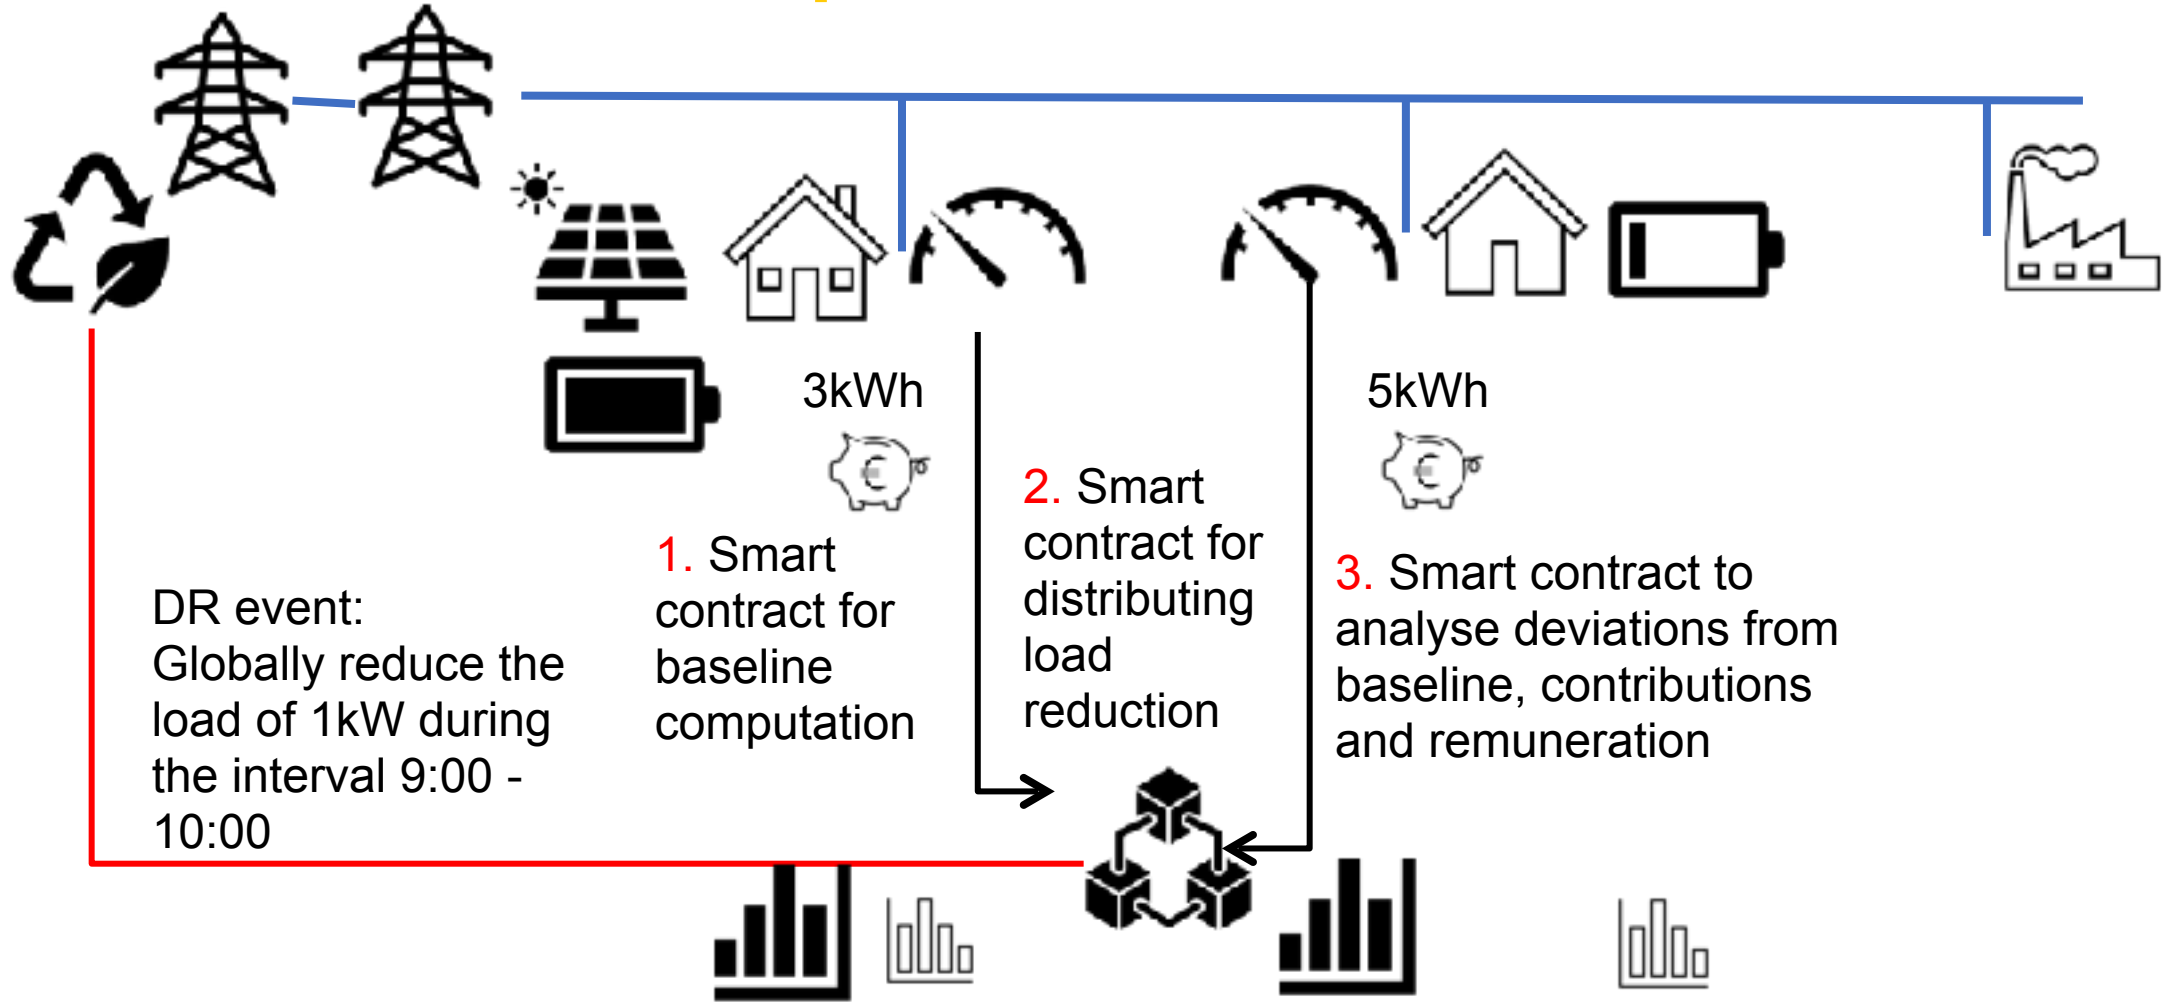 3kWh
5kWh
DR event:
Globally reduce the
load of 1kW during
the interval 9:00 -
10:00
1. Smart
contract for
baseline
computation
2. Smart
contract for
distributing
load
reduction
3. Smart contract to
analyse deviations from
baseline, contributions
and remuneration
€
€